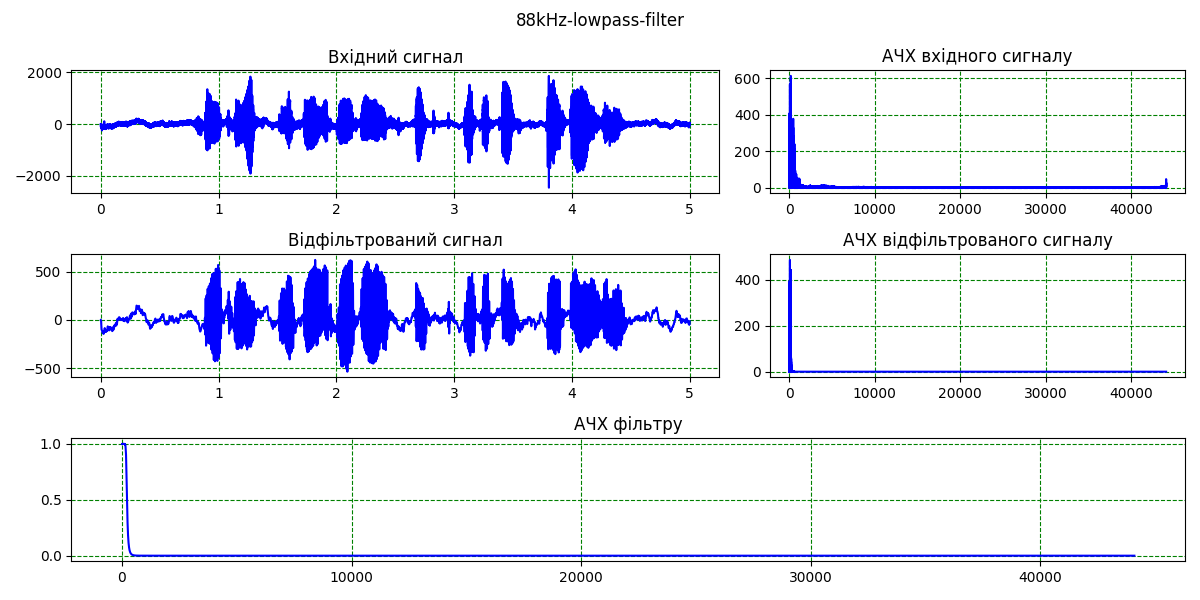 88kHz-lowpass-filter
Вхідний сигнал
2000
0
−2000
0 1 2 3 4 5
АЧХ вхідного сигналу
600
400
200
0
0 10000 20000 30000 40000
Відфільтрований сигнал
500
0
−500
0 1 2 3 4 5
АЧХ відфільтрованого сигналу
400
200
0
0 10000 20000 30000 40000
АЧХ фільтру
1.0
0.5
0.0
0 10000 20000 30000 40000